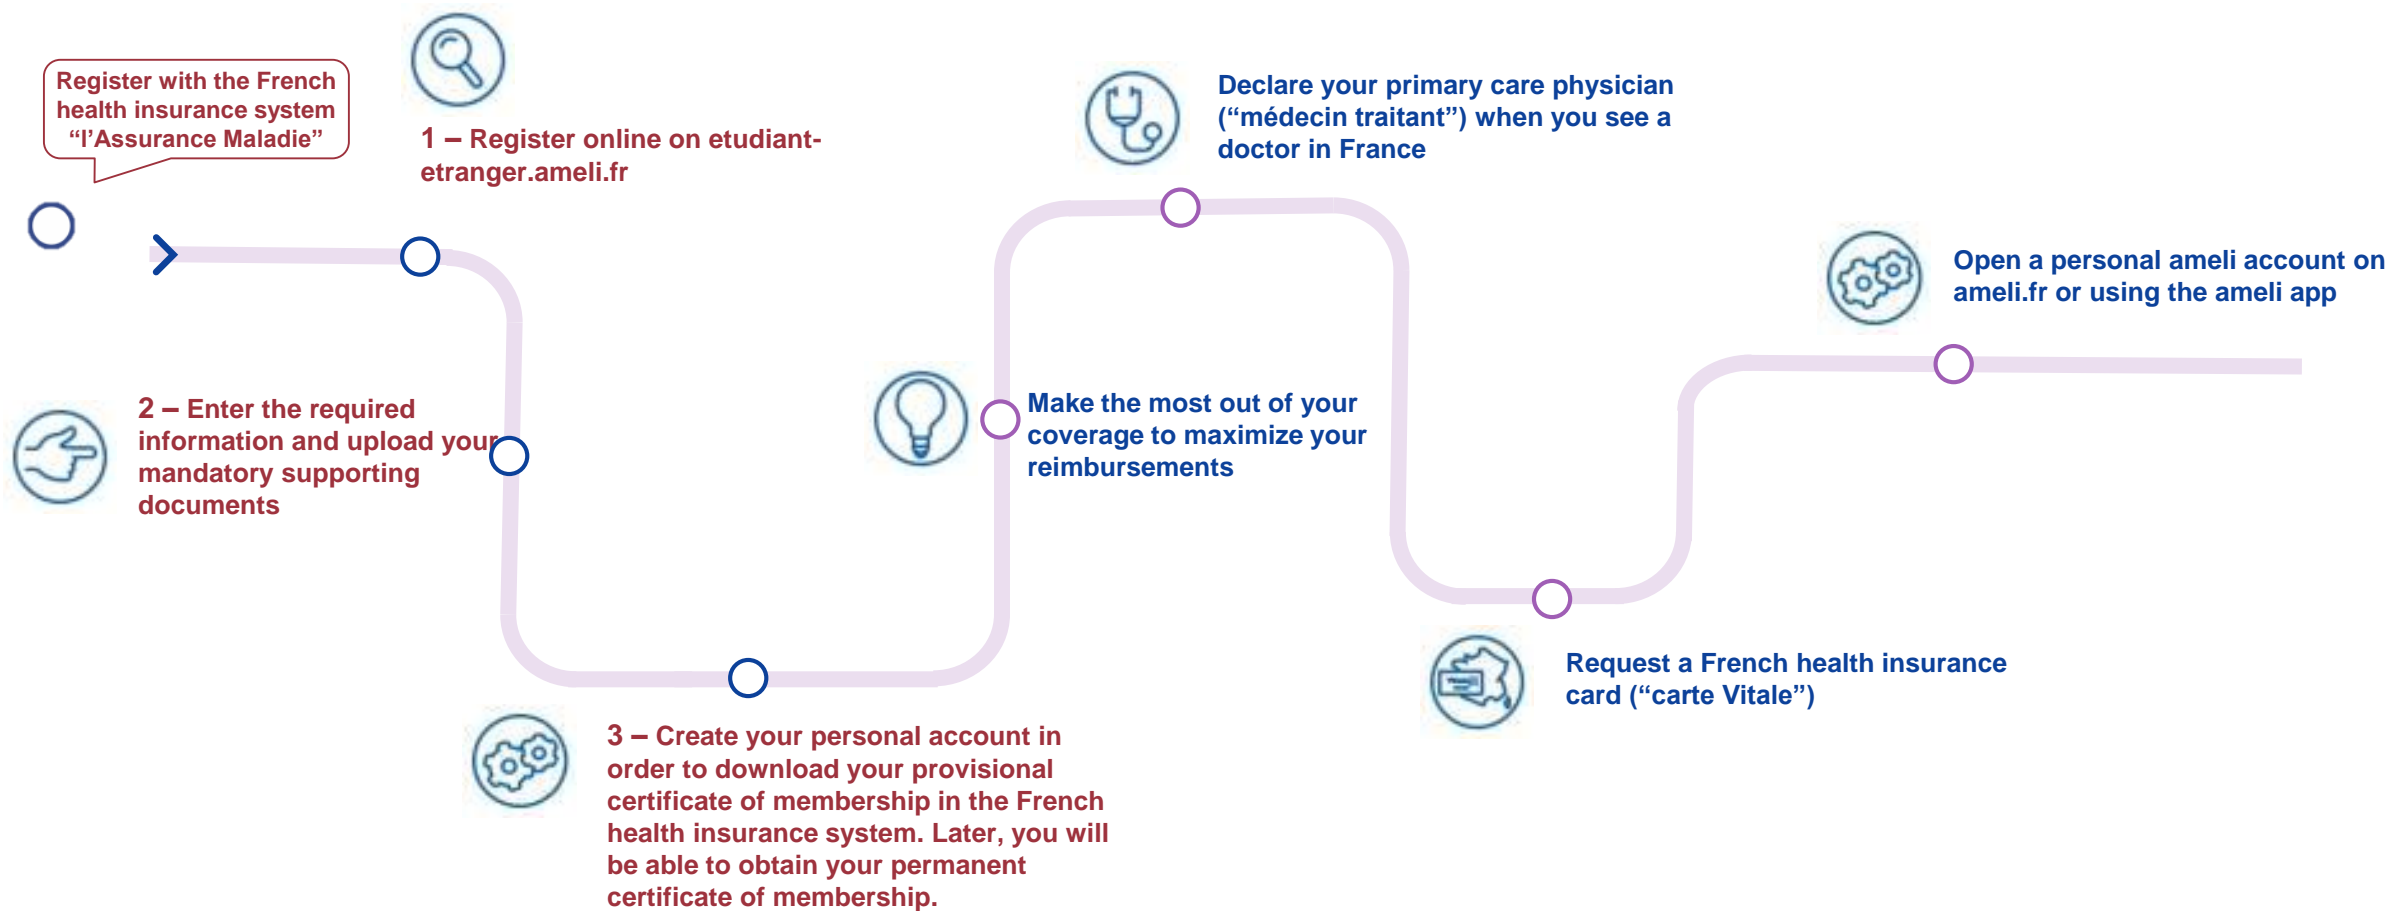 Register with the French
health insurance system
“l’Assurance Maladie”
1 – Register online on etudiant-
etranger.ameli.fr
2 – Enter the required
information and upload your
mandatory supporting
documents
3 – Create your personal account in
order to download your provisional
certificate of membership in the French
health insurance system. Later, you will
be able to obtain your permanent
certificate of membership.
Make the most out of your
coverage to maximize your
reimbursements
Declare your primary care physician
(“médecin traitant”) when you see a
doctor in France
Request a French health insurance
card (“carte Vitale”)
Open a personal ameli account on
ameli.fr or using the ameli app